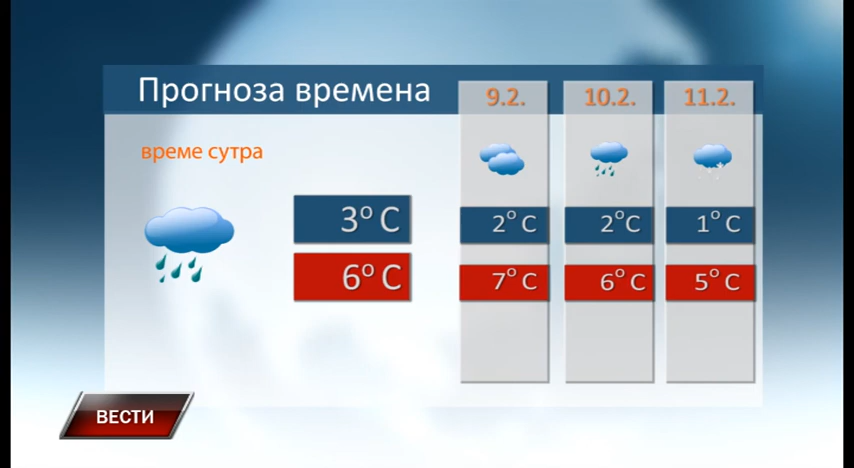 Прогноза времена
време сутра
3° C
6° C
9.2.
2° C
7° C
10.2.
2°C
6° C
11.2.
1° C
5° C
ВЕСТИ